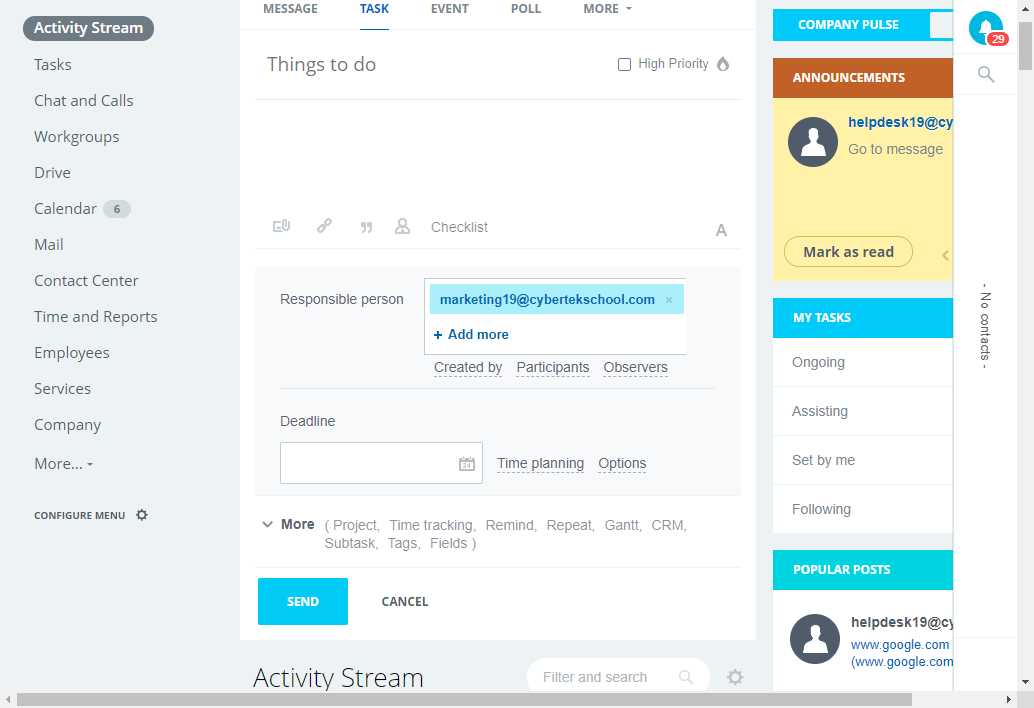 Activity Stream
Tasks
Chat and Calls
Workgroups
Drive
Calendar 6
Mail
Contact Center
Time and Reports
Employees
Services
Company
More...
CONFIGURE MENU
MESSAGE TASK EVENT POLL MORE
Things to do
High Priority
Checklist
A
Responsible person
marketing19@cybertekschool.com ×
+ Add more
Created by Participants Observers
Deadline
24
Time planning Options
More ( Project, Time tracking, Remind, Repeat, Gantt, CRM,
Subtask, Tags, Fields )
SEND CANCEL
Activity Stream
Filter and search
COMPANY PULSE
ANNOUNCEMENTS
helpdesk19@cy
Go to message
Mark as read
MY TASKS
Ongoing
Assisting
Set by me
Following
POPULAR POSTS
helpdesk19@cy
www.google.com
(www.google.com
29
- No contacts -